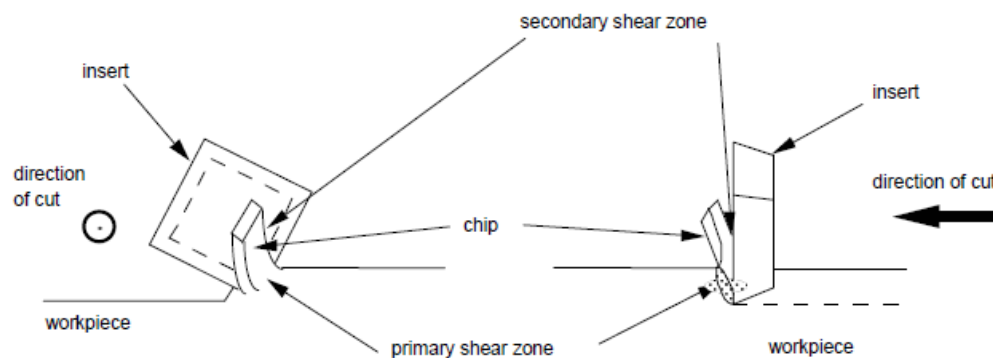 secondary shear zone
insert
insert
direction
of cut
direction of cut
chip
workpiece
primary shear zone
workpiece